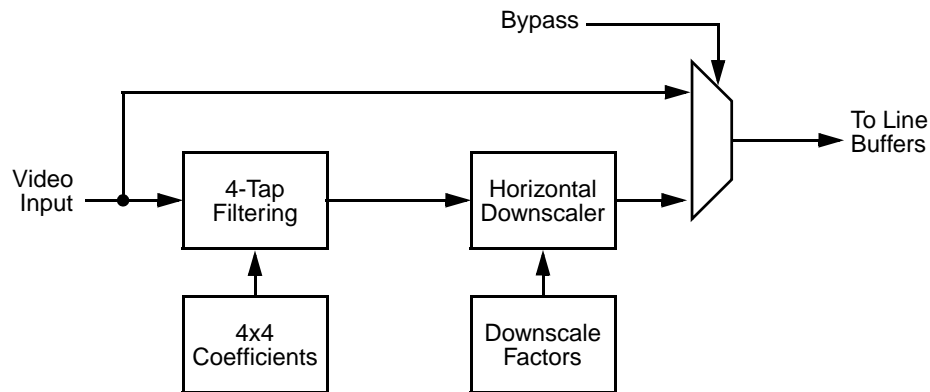 Bypass
To Line
Buffers
Video
Input
4-Tap
Filtering
Horizontal
Downscaler
4x4
Coefficients
Downscale
Factors